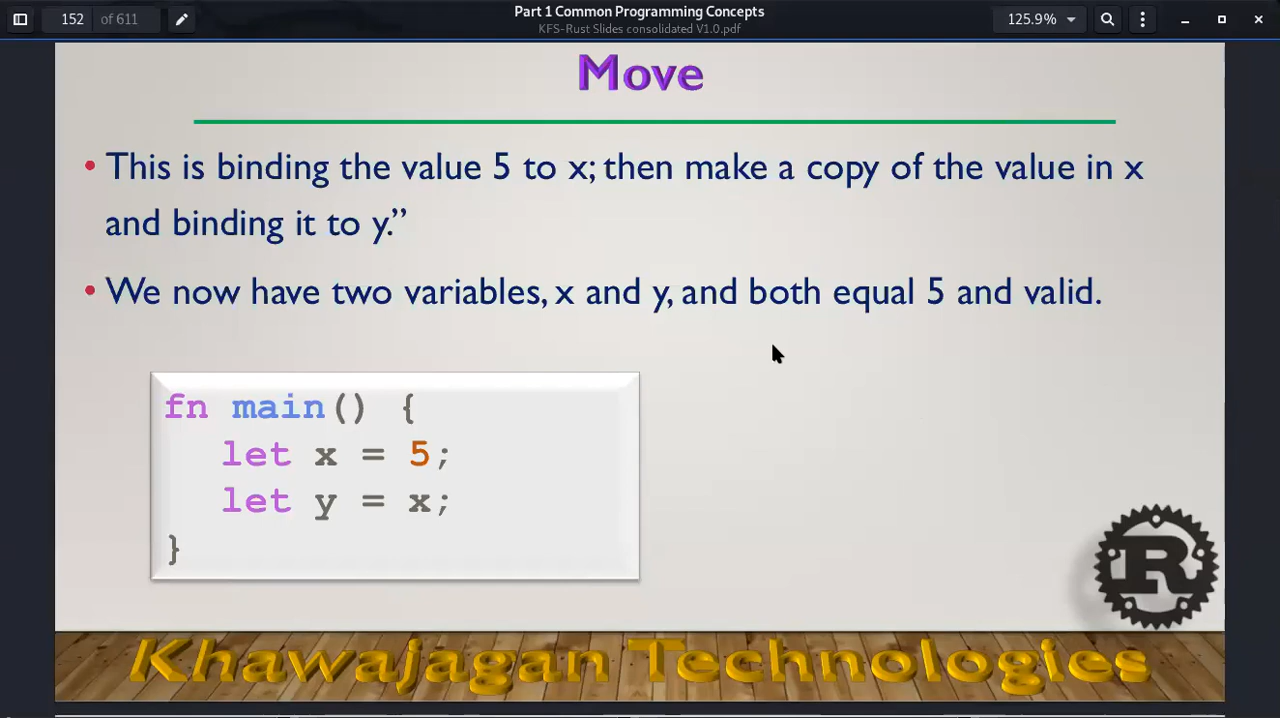 152 of 611
Part 1 Common Programming Concepts
KFS-Rust Slides consolidated V1.0.pdf
125.9%
Move
• This is binding the value 5 to x; then make a copy of the value in x
and binding it to y.”
• We now have two variables, x and y, and both equal 5 and valid.
fn main() {
let x = 5;
let y = x;
}
R
Khawajagan Technologies